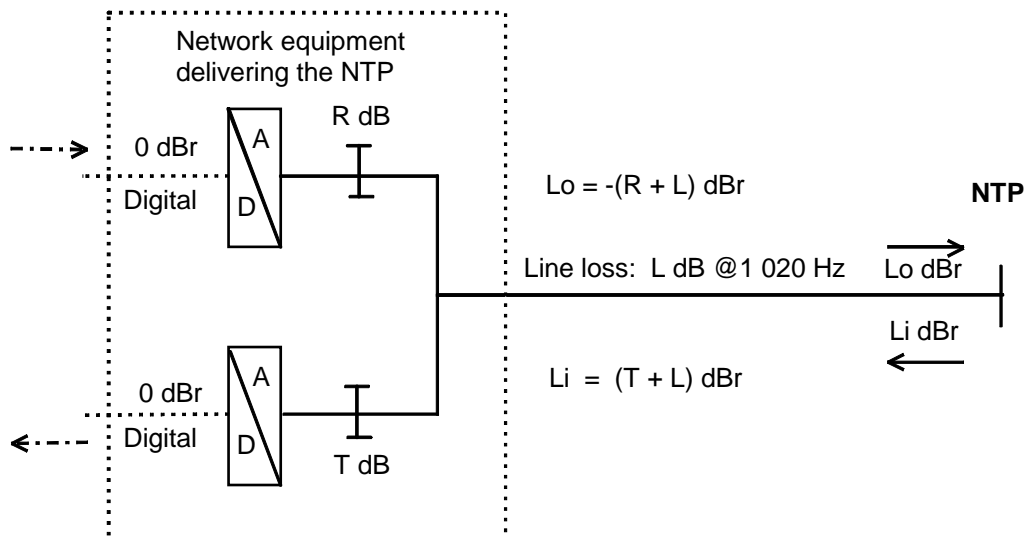 Network equipment
delivering the NTP
R dB
0 dBr
A
Digital
D
Lo = -(R + L) dBr
NTP
Line loss: L dB @1 020 Hz
Lo dBr
Li dBr
Li = (T + L) dBr
0 dBr
A
Digital
D
T dB